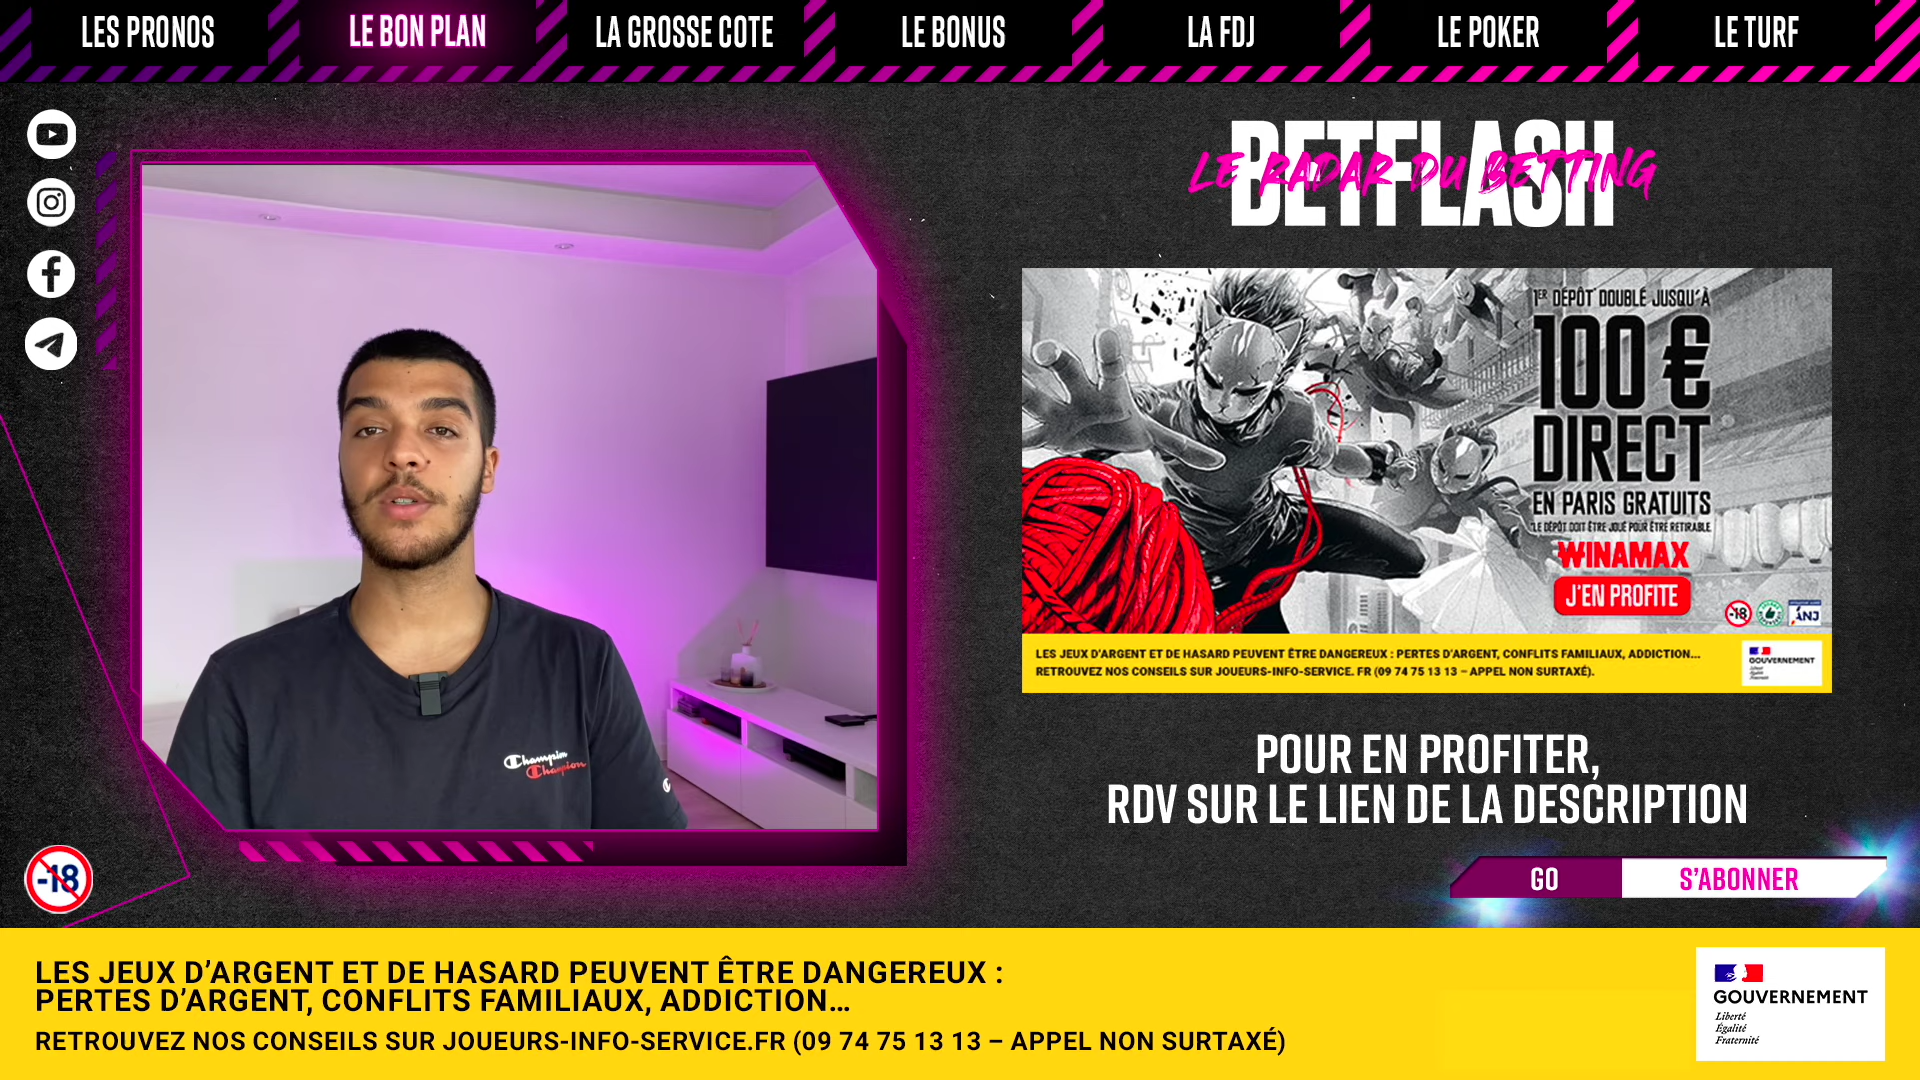 LES PRONOS
LE BON PLAN
LA GROSSE COTE
LE BONUS
LA FDJ
LE POKER
LE TURF
BETFLASH
LE RADAR DU BETTING
1ER DÉPÔT DOUBLÉ JUSQU'À
100 €
DIRECT
EN PARIS GRATUITS
*LE DÉPÔT DOIT ÊTRE JOUÉ POUR ÊTRE RETIRABLE.
WINAMAX
J'EN PROFITE
-18
ANJ
LES JEUX D'ARGENT ET DE HASARD PEUVENT ÊTRE DANGEREUX : PERTES D'ARGENT, CONFLITS FAMILIAUX, ADDICTION...
RETROUVEZ NOS CONSEILS SUR JOUEURS-INFO-SERVICE. FR (09 74 75 13 13 – APPEL NON SURTAXÉ).
GOUVERNEMENT
Champion
Champion
POUR EN PROFITER,
RDV SUR LE LIEN DE LA DESCRIPTION
GO
S'ABONNER
-18
LES JEUX D'ARGENT ET DE HASARD PEUVENT ÊTRE DANGEREUX :
PERTES D'ARGENT, CONFLITS FAMILIAUX, ADDICTION...
RETROUVEZ NOS CONSEILS SUR JOUEURS-INFO-SERVICE.FR (09 74 75 13 13 – APPEL NON SURTAXÉ)
GOUVERNEMENT
Liberté
Égalité
Fraternité